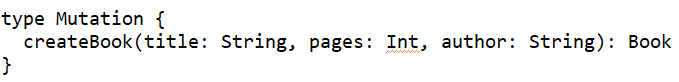 type Mutation {
  createBook(title: String, pages: Int, author: String): Book
}